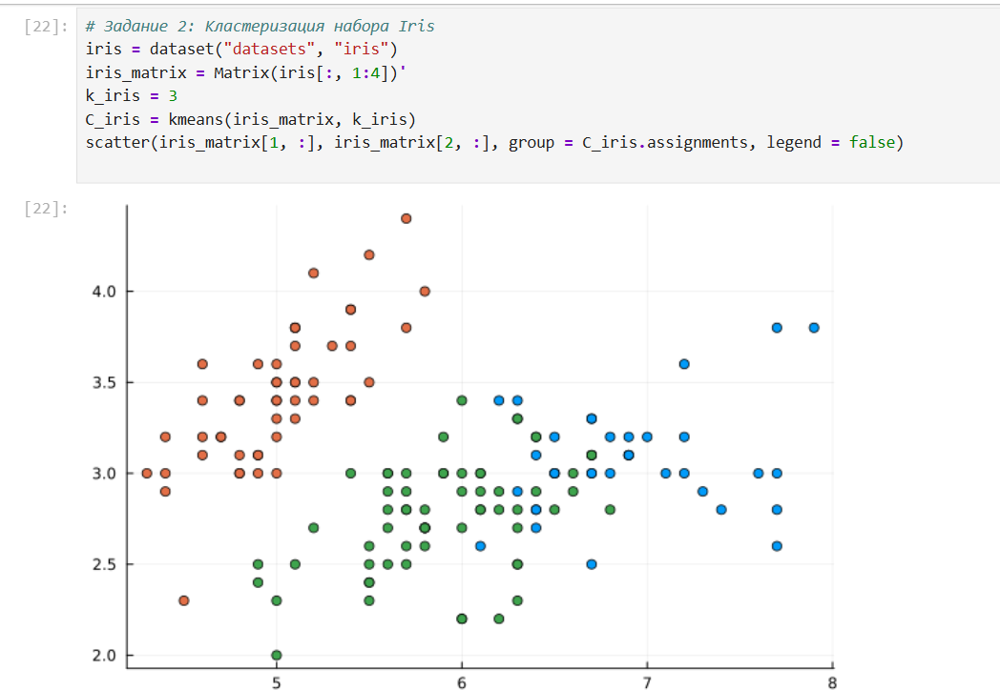 [22]: # Задание 2: Кластеризация набора Iris
iris = dataset("datasets", "iris")
iris_matrix = Matrix(iris[:, 1:4])'
k_iris = 3
C_iris = kmeans(iris_matrix, k_iris)
scatter(iris_matrix[1, :], iris_matrix[2, :], group = C_iris.assignments, legend = false)
[22]:
4.0
3.5
3.0
2.5
2.0
5 6 7 8